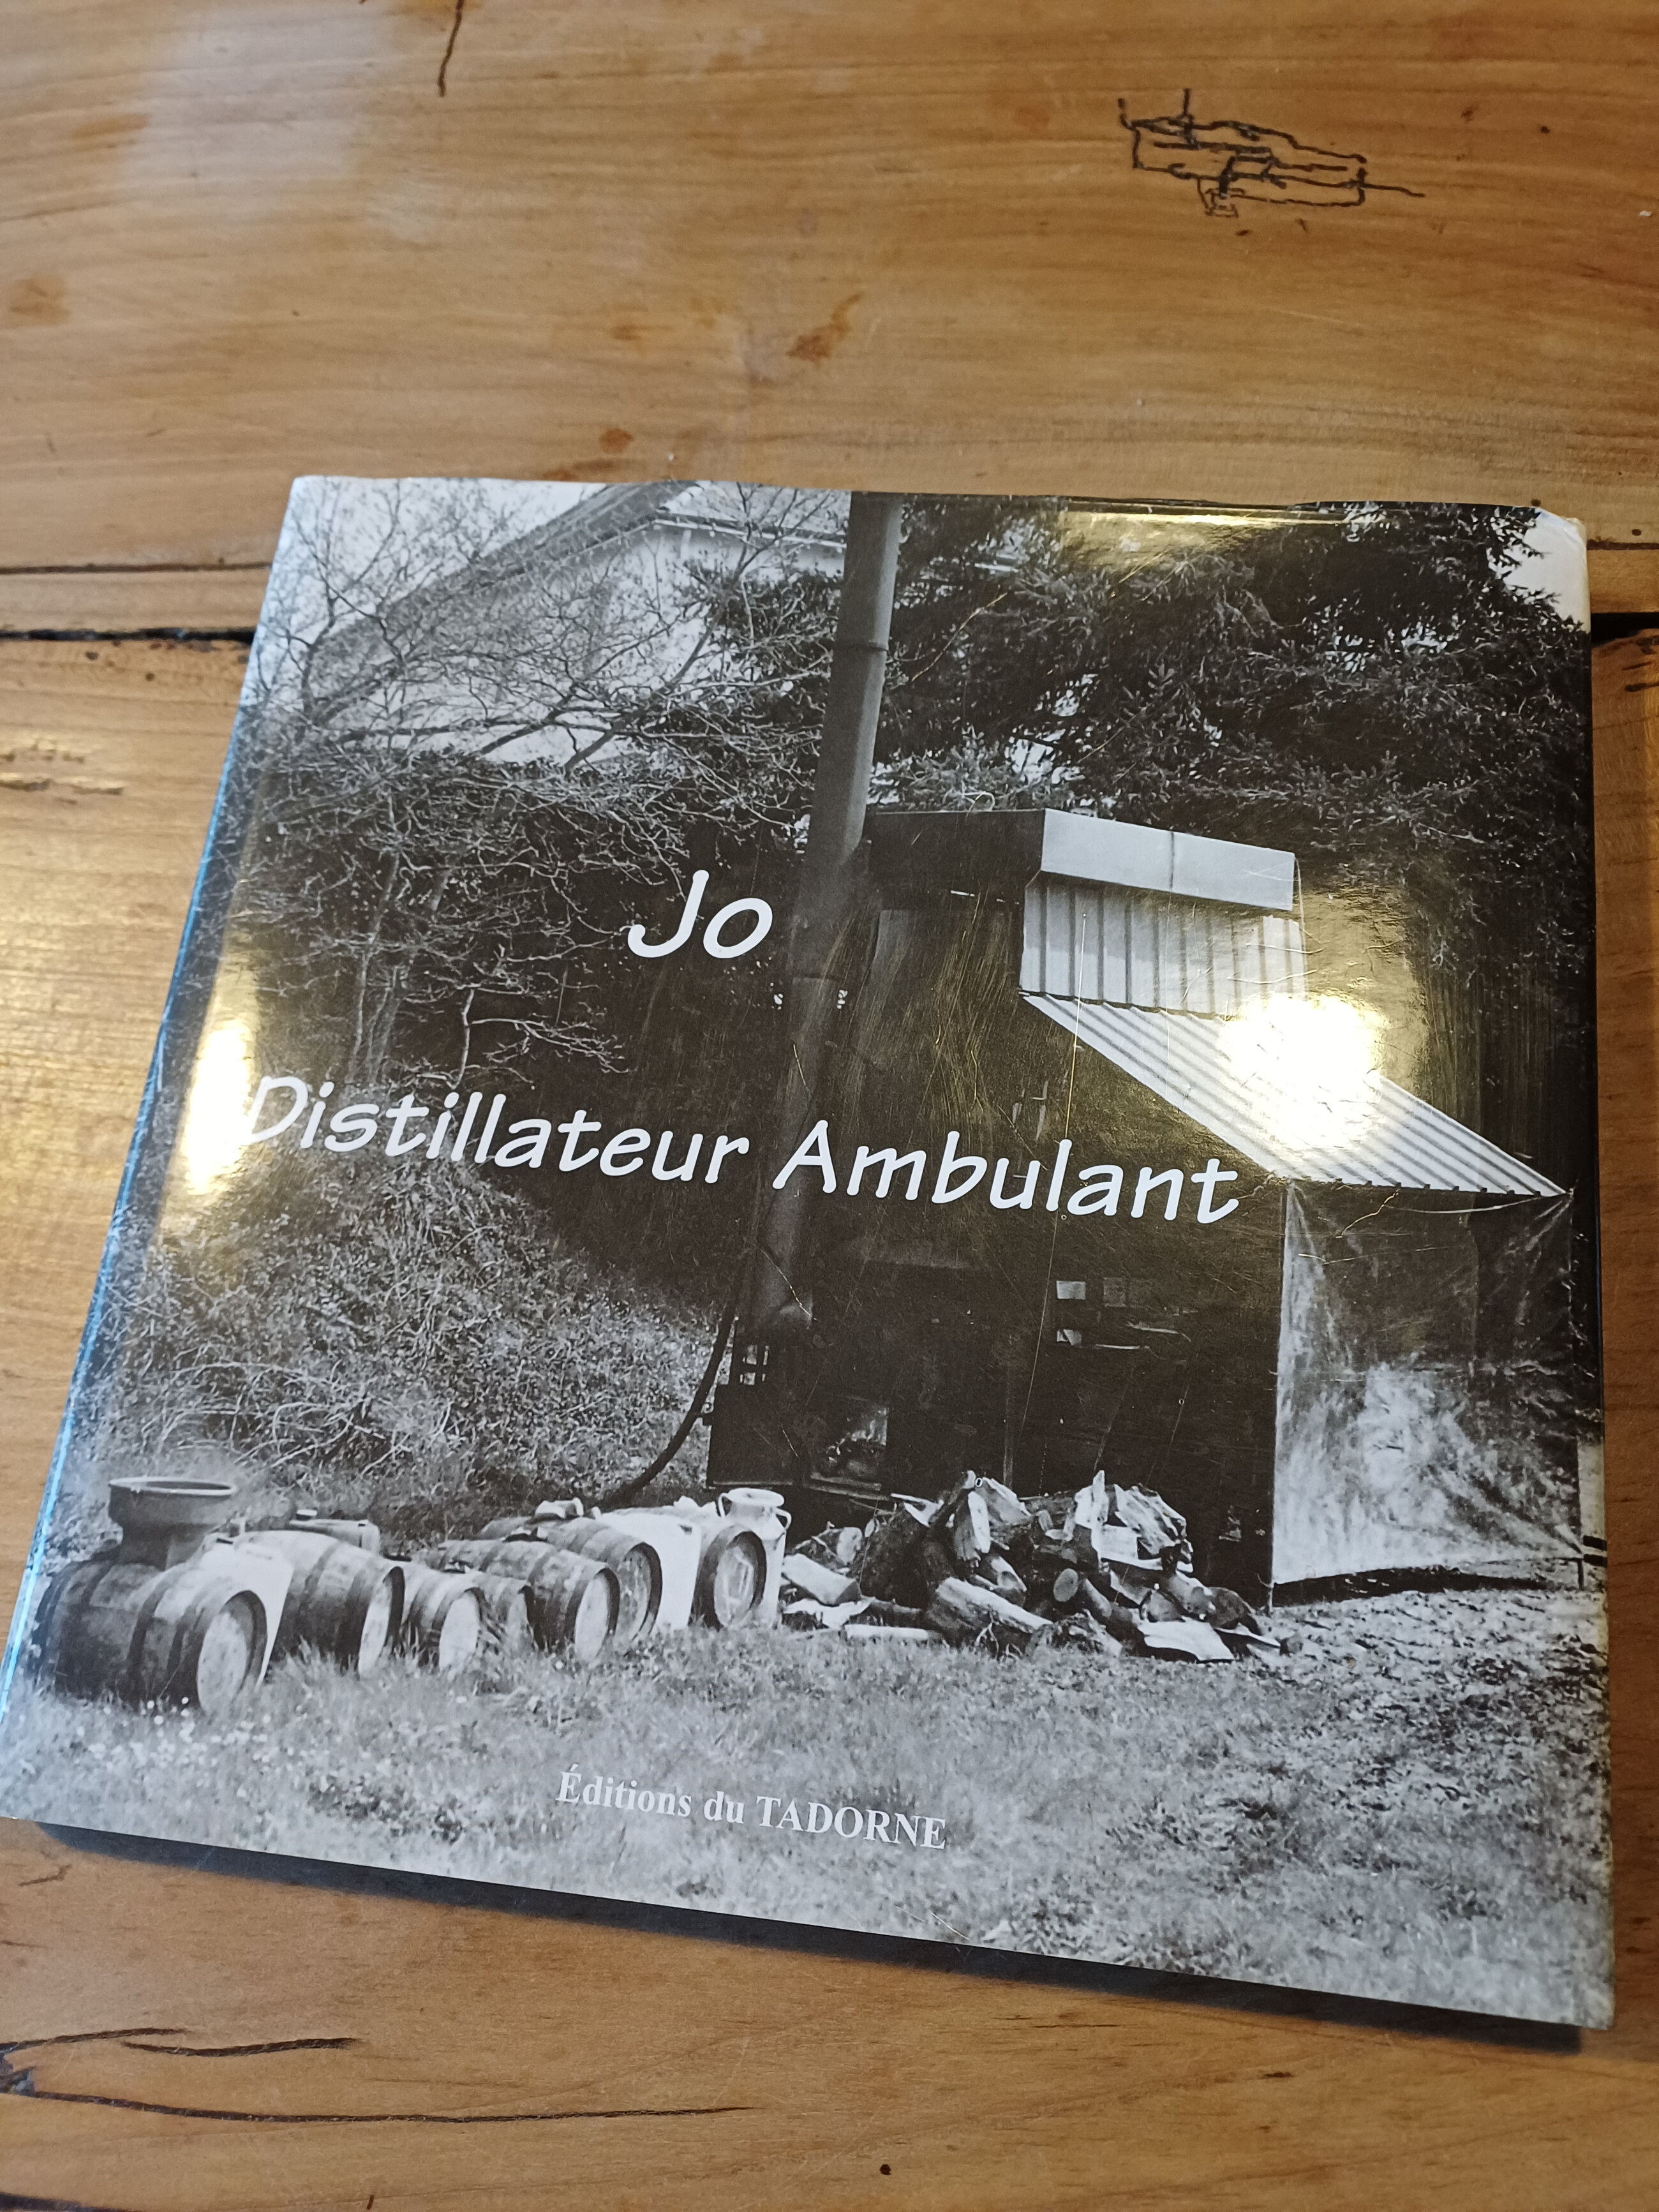 Jo
Distillateur Ambulant
Éditions du TADORNE